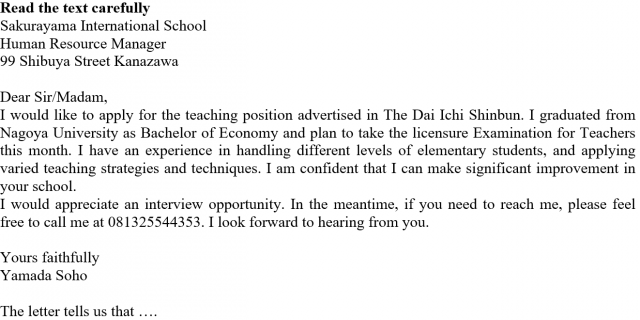 Read the text carefully
Sakurayama International School
Human Resource Manager
99 Shibuya Street Kanazawa
Dear Sir/Madam,
I would like to apply for the teaching position advertised in The Dai Ichi Shinbun. I graduated from
Nagoya University as Bachelor of Economy and plan to take the licensure Examination for Teachers
this month. I have an experience in handling different levels of elementary students, and applying
varied teaching strategies and techniques. I am confident that I can make significant improvement in
your school.
I would appreciate an interview opportunity. In the meantime, if you need to reach me, please feel
free to call me at 081325544353. I look forward to hearing from you.
Yours faithfully
Yamada Soho
The letter tells us that ….